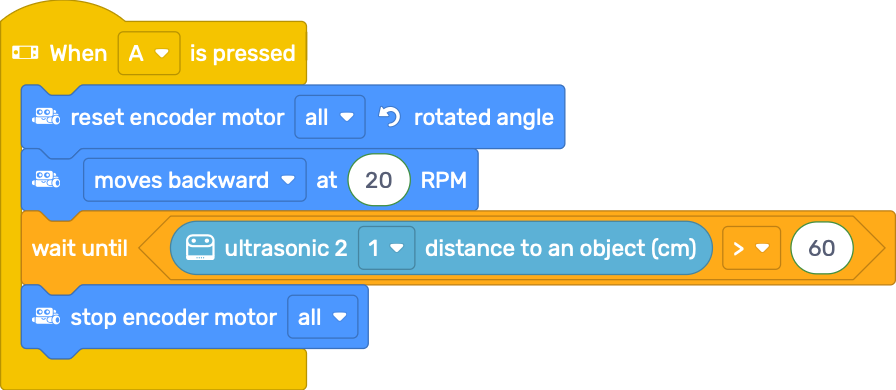 When A is pressed
reset encoder motor all rotated angle
moves backward at 20 RPM
wait until ultrasonic 2 1 distance to an object (cm) > 60
stop encoder motor all